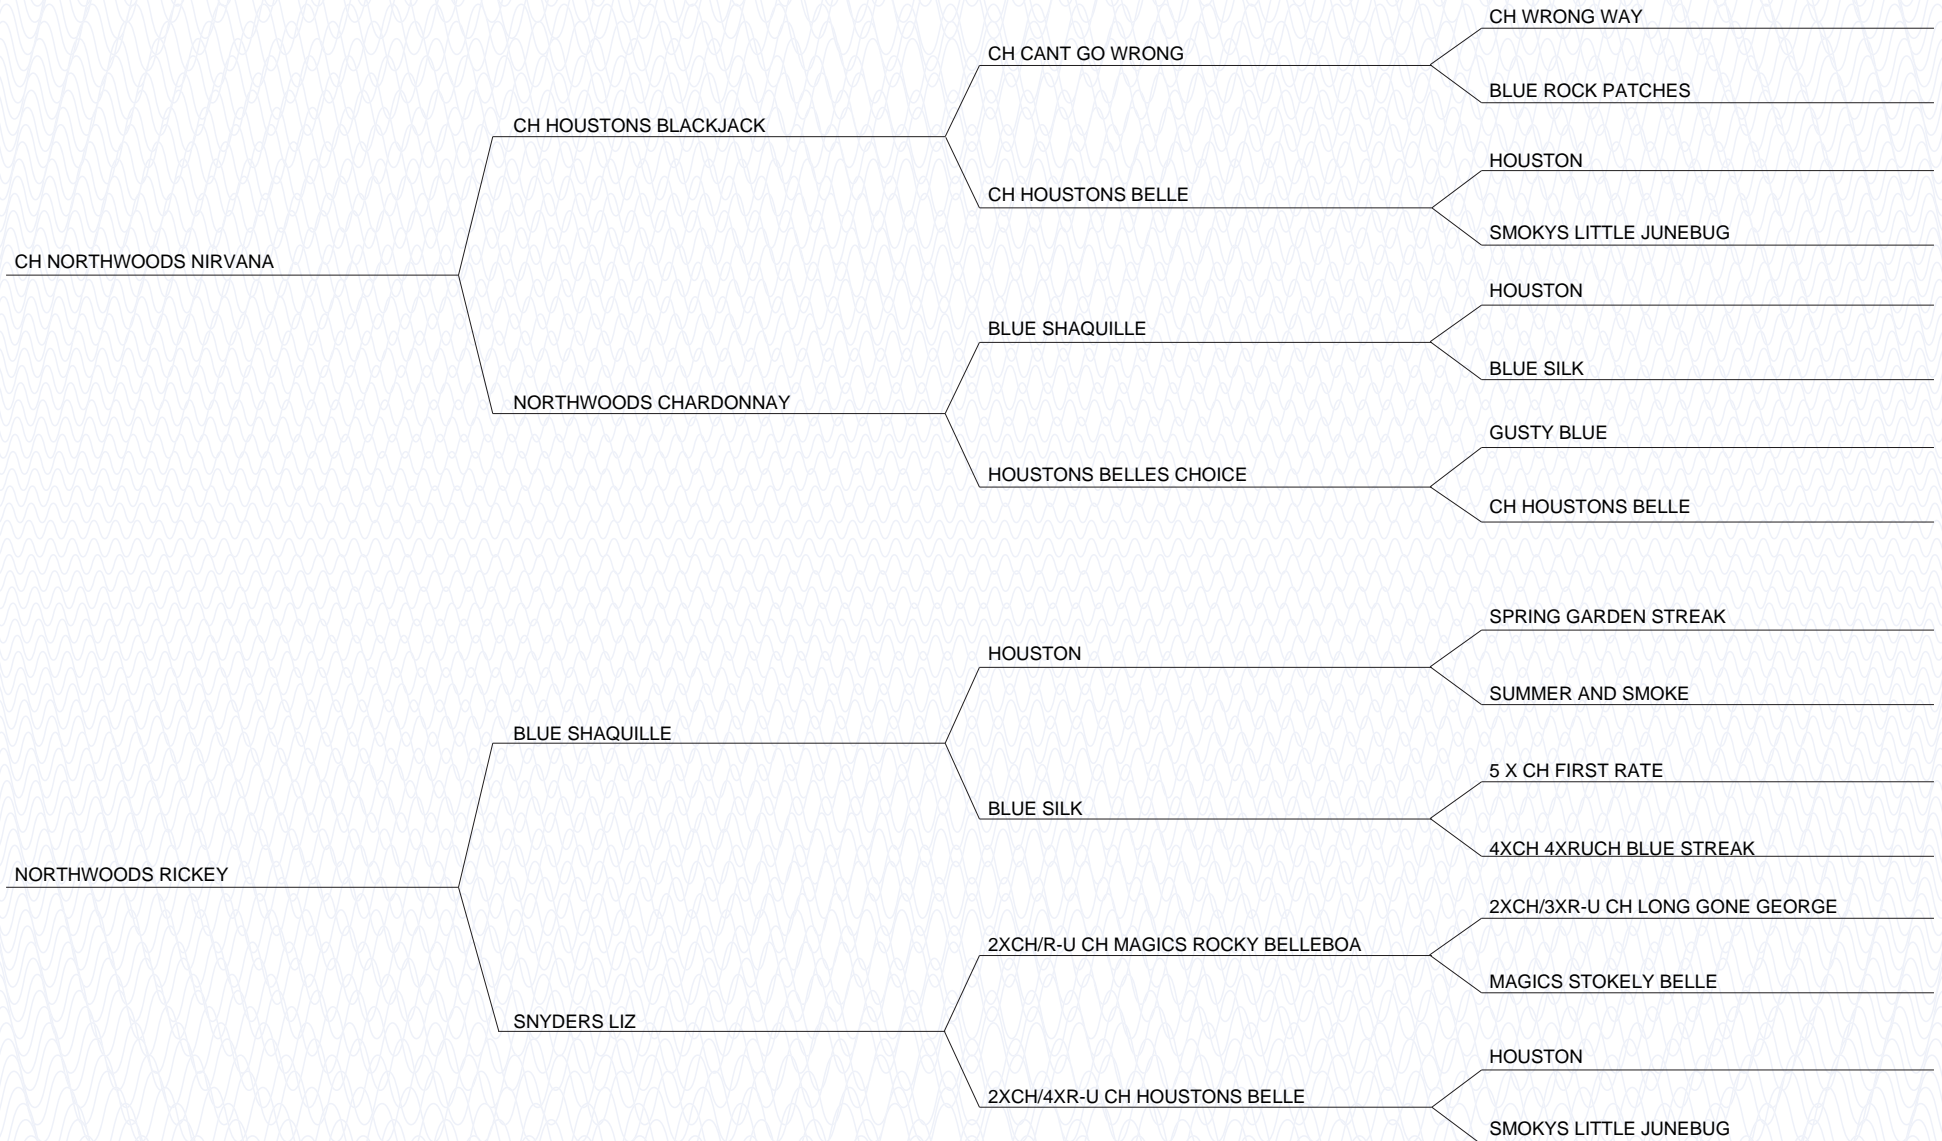 CH WRONG WAY
CH CANT GO WRONG
BLUE ROCK PATCHES
CH HOUSTONS BLACKJACK
HOUSTON
CH HOUSTONS BELLE
SMOKYS LITTLE JUNEBUG
CH NORTHWOODS NIRVANA
HOUSTON
BLUE SHAQUILLE
BLUE SILK
NORTHWOODS CHARDONNAY
GUSTY BLUE
HOUSTONS BELLES CHOICE
CH HOUSTONS BELLE
SPRING GARDEN STREAK
HOUSTON
SUMMER AND SMOKE
BLUE SHAQUILLE
5 X CH FIRST RATE
BLUE SILK
4XCH 4XRUCH BLUE STREAK
NORTHWOODS RICKEY
2XCH/3XR-U CH LONG GONE GEORGE
2XCH/R-U CH MAGICS ROCKY BELLEBOA
MAGICS STOKELY BELLE
SNYDERS LIZ
HOUSTON
2XCH/4XR-U CH HOUSTONS BELLE
SMOKYS LITTLE JUNEBUG